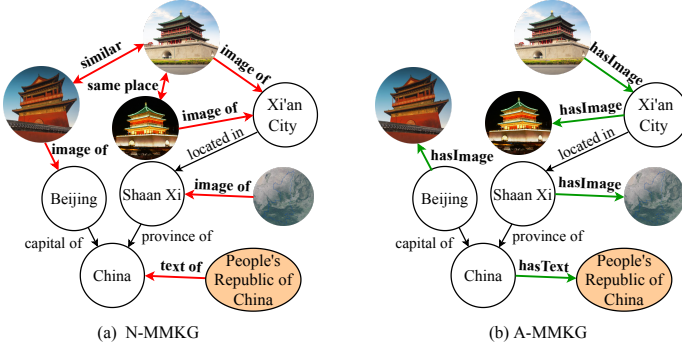 similar
image of
same place
image of
Xi'an
City
image of
located in
Beijing
Shaan Xi
image of
capital of
province of
China
text of
People's
Republic of
China
(a) N-MMKG
hasImage
hasImage
Xi'an
City
hasImage
located in
Beijing
Shaan Xi
hasImage
capital of
province of
China
hasText
People's
Republic of
China
(b) A-MMKG